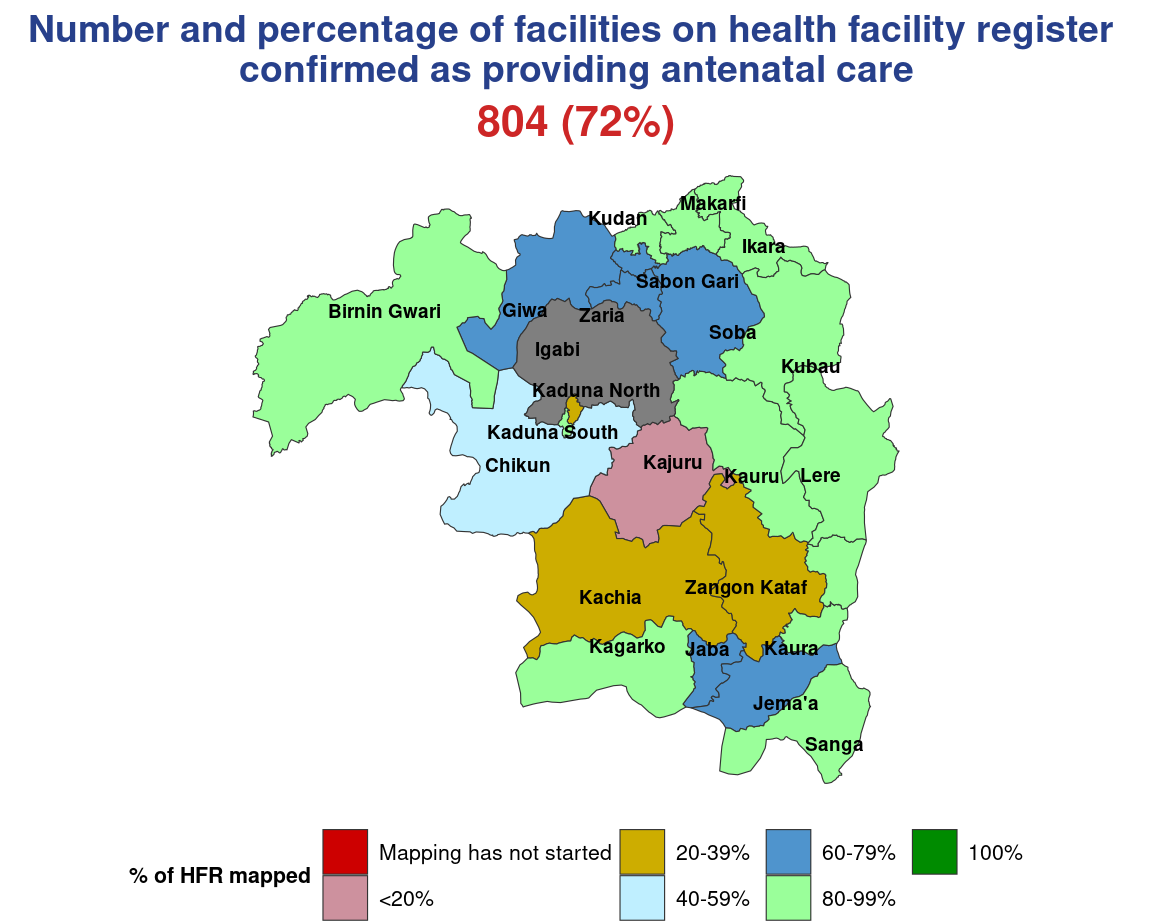 Number and percentage of facilities on health facility register
confirmed as providing antenatal care
804 (72%)
Makarfi
Kudan
Ikara
Sabon Gari
Birnin Gwari
Giwa
Zaria
Soba
Igabi
Kubau
Kaduna North
Kaduna South
Chikun
Kajuru
Kauru
Lere
Zangon Kataf
Kachia
Kagarko
Jaba
Kaura
Jema'a
Sanga
% of HFR mapped
Mapping has not started
<20%
20-39%
40-59%
60-79%
80-99%
100%